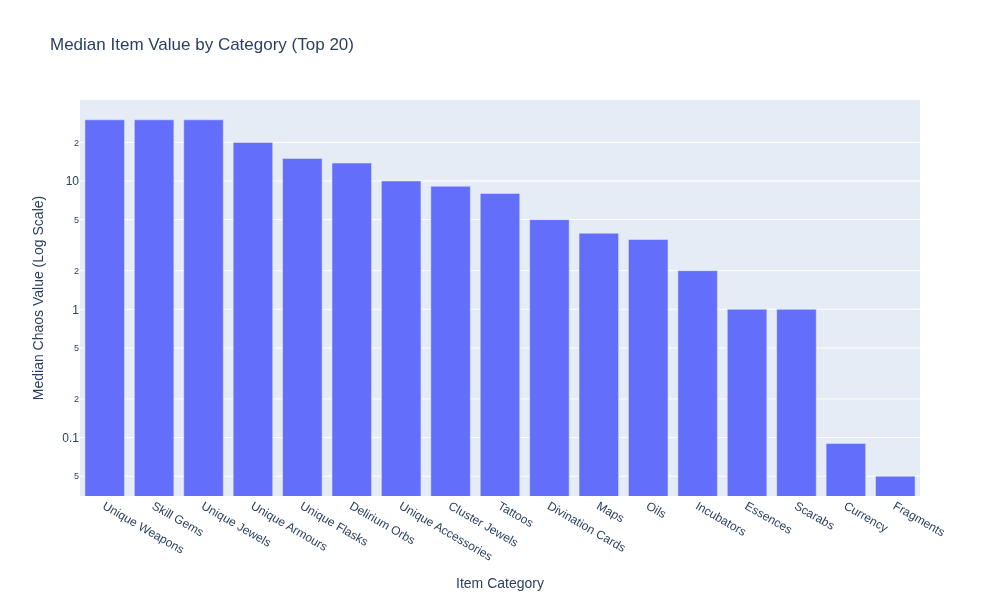 Median Item Value by Category (Top 20)
Median Chaos Value (Log Scale)
2
10
5
2
1
5
2
0.1
5
Unique Weapons
Skill Gems
Unique Jewels
Unique Armours
Unique Flasks
Delirium Orbs
Unique Accessories
Cluster Jewels
Tattoos
Divination Cards
Maps
Oils
Incubators
Essences
Scarabs
Currency
Fragments
Item Category